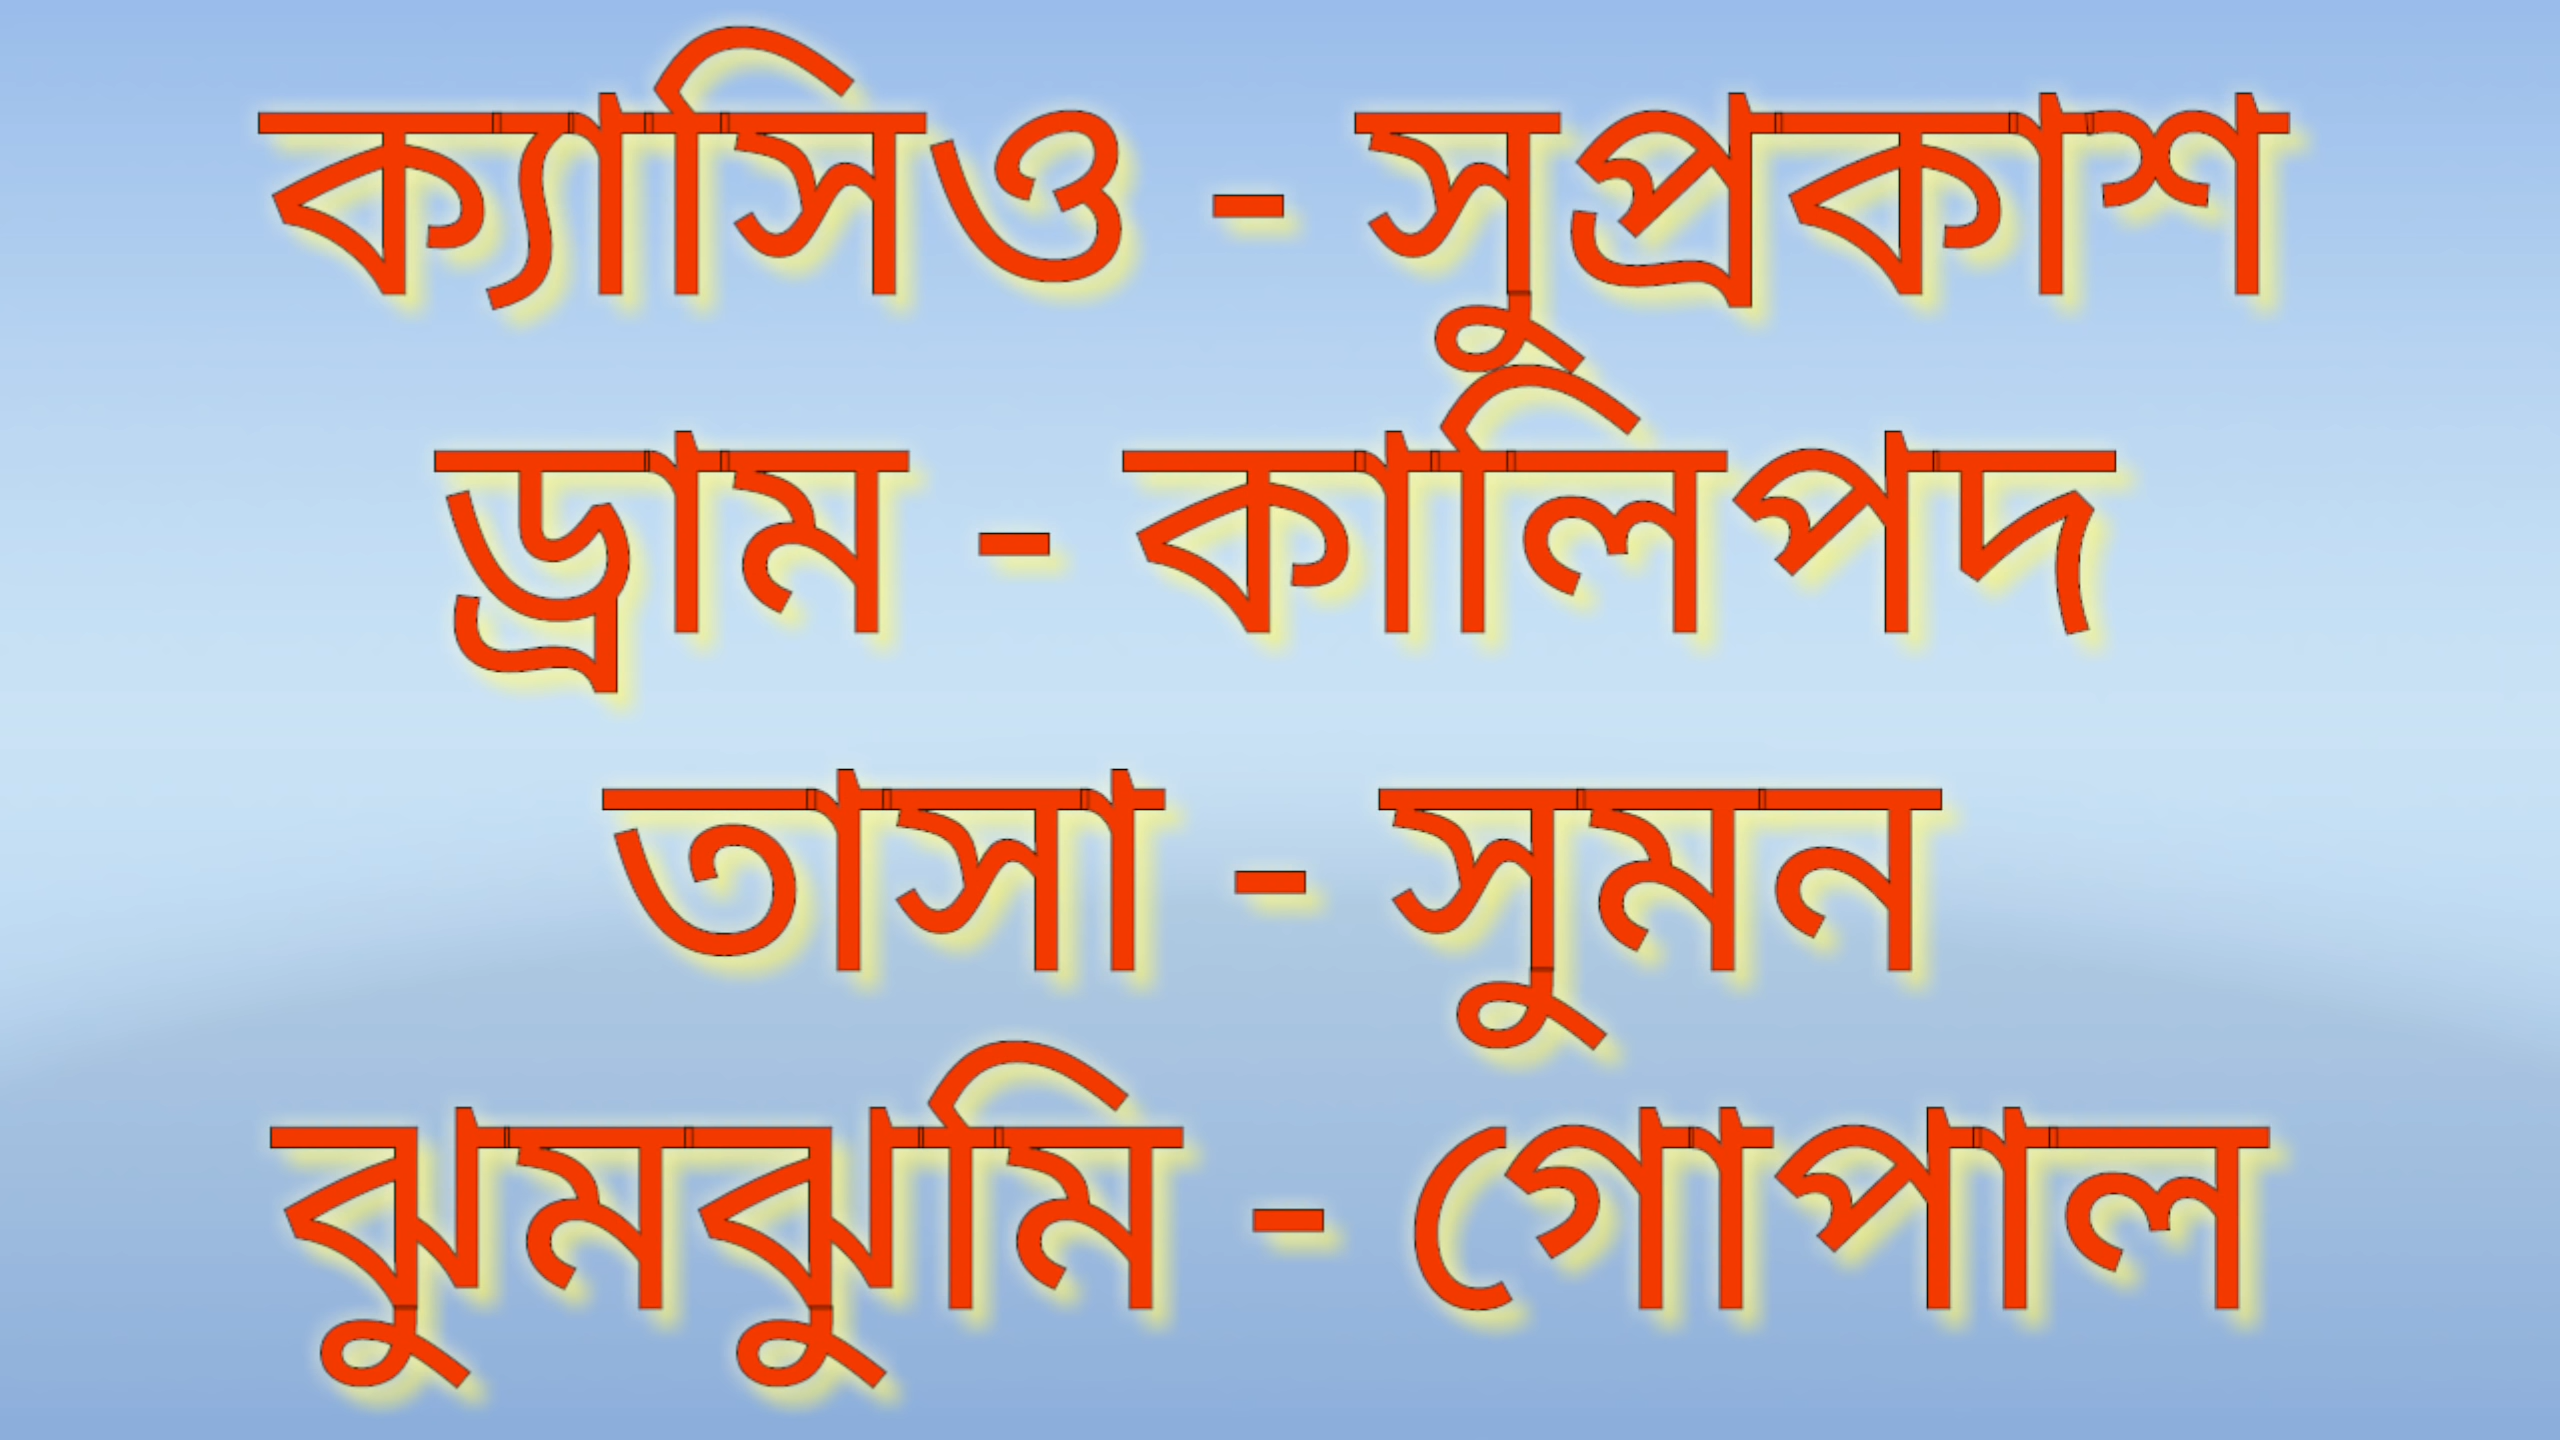 ক্যাসিও - সুপ্রকাশ
ড্রাম - কালিপদ
তাসা - সুমন
ঝুমঝুমি - গোপাল